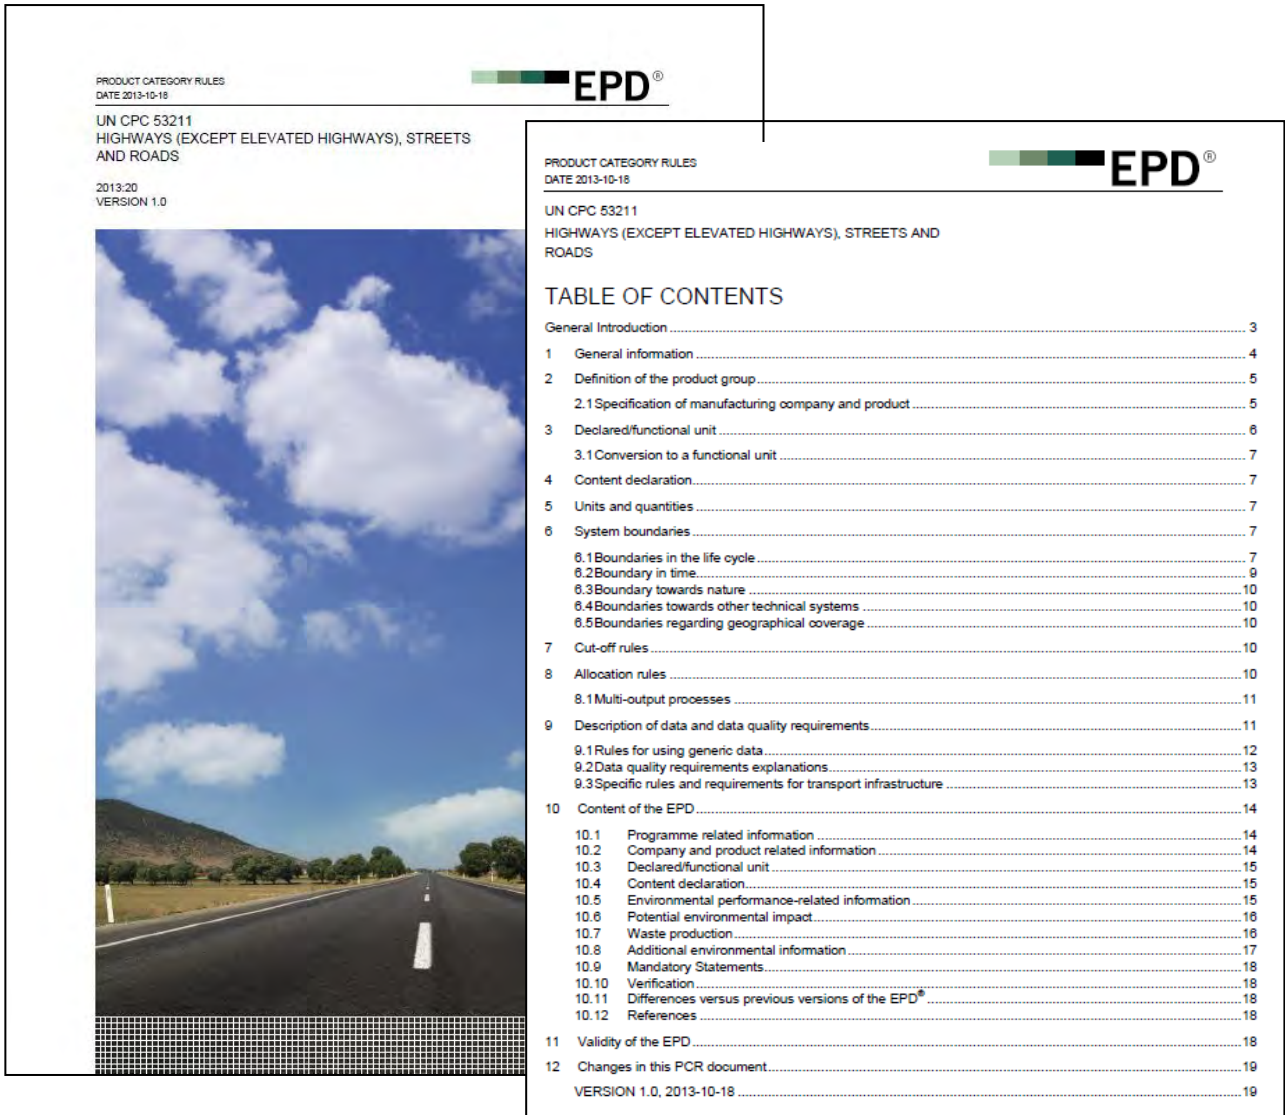 PRODUCT CATEGORY RULES
DATE 2013-10-18
EPD®
UN CPC 53211
HIGHWAYS (EXCEPT ELEVATED HIGHWAYS), STREETS
AND ROADS
2013:20
VERSION 1.0
PRODUCT CATEGORY RULES
DATE 2013-10-18
EPD®
UN CPC 53211
HIGHWAYS (EXCEPT ELEVATED HIGHWAYS), STREETS AND
ROADS
TABLE OF CONTENTS
General Introduction 3
1 General information 4
2 Definition of the product group 5
2.1 Specification of manufacturing company and product 5
3 Declared/functional unit 6
3.1 Conversion to a functional unit 7
4 Content declaration 7
5 Units and quantities 7
6 System boundaries 7
6.1 Boundaries in the life cycle 7
6.2 Boundary in time 9
6.3 Boundary towards nature 10
6.4 Boundaries towards other technical systems 10
6.5 Boundaries regarding geographical coverage 10
7 Cut-off rules 10
8 Allocation rules 10
8.1 Multi-output processes 11
9 Description of data and data quality requirements 11
9.1 Rules for using generic data 12
9.2 Data quality requirements explanations 13
9.3 Specific rules and requirements for transport infrastructure 13
10 Content of the EPD 14
10.1 Programme related information 14
10.2 Company and product related information 14
10.3 Declared/functional unit 15
10.4 Content declaration 15
10.5 Environmental performance-related information 15
10.6 Potential environmental impact 16
10.7 Waste production 16
10.8 Additional environmental information 17
10.9 Mandatory Statements 18
10.10 Verification 18
10.11 Differences versus previous versions of the EPD® 18
10.12 References 18
11 Validity of the EPD 18
12 Changes in this PCR document 19
VERSION 1.0, 2013-10-18 19